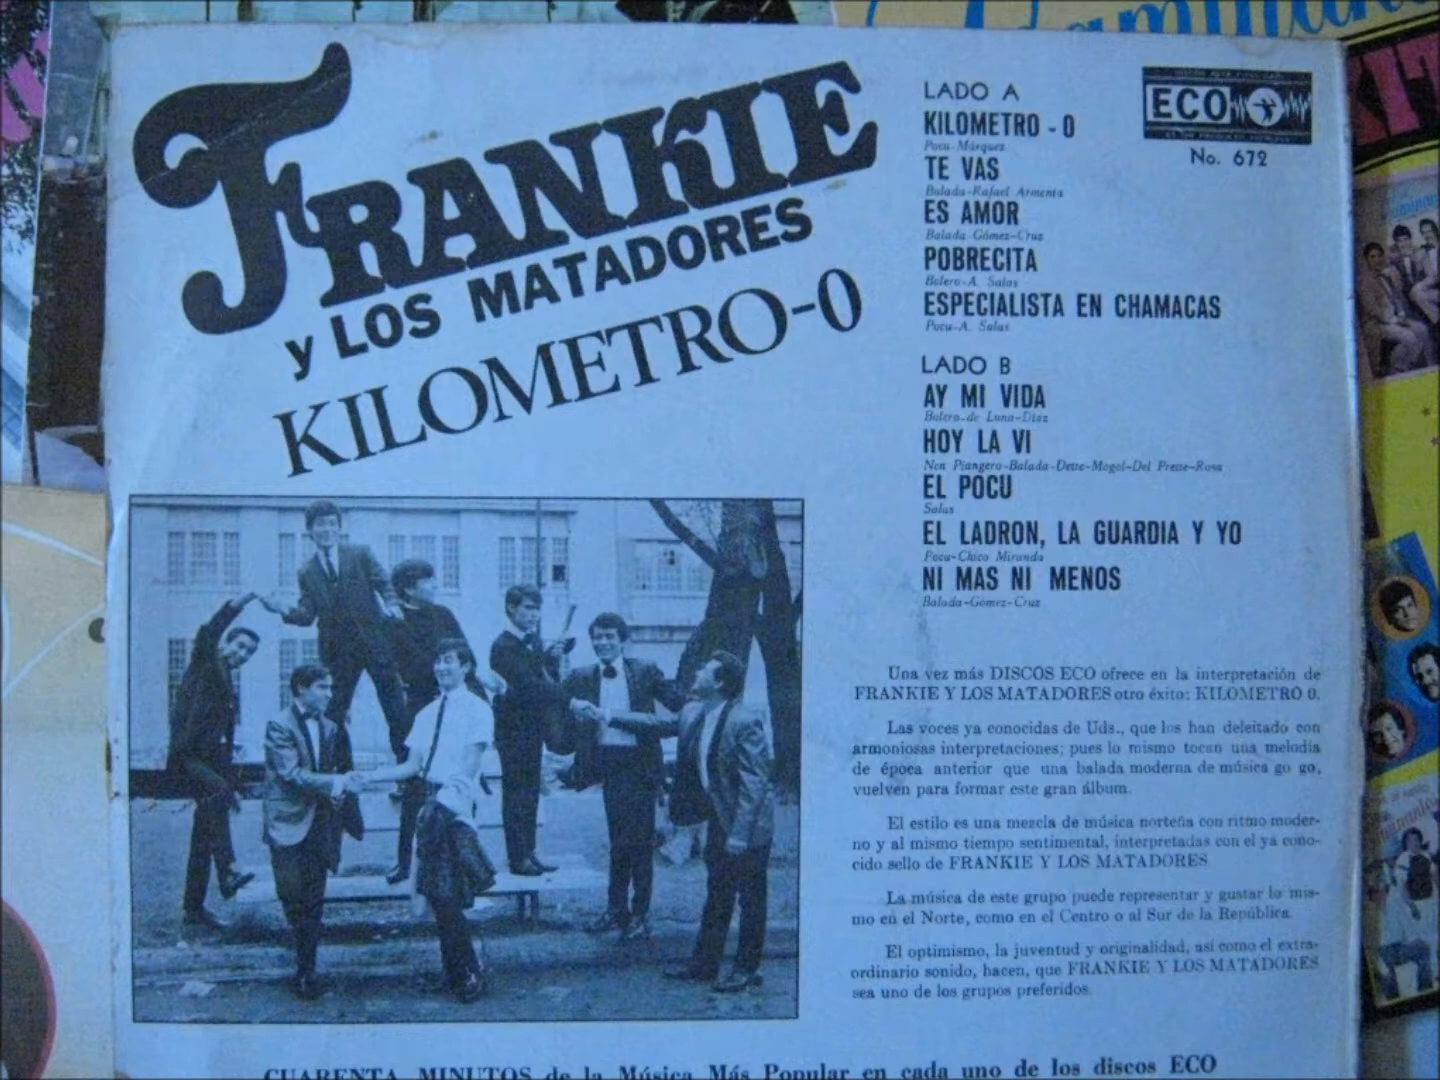 FRANKIE
y LOS MATADORES
KILOMETRO-0
LADO A
KILOMETRO - 0
Pocu-Márquez
TE VAS
Balada-Rafael Armenta
ES AMOR
Balada-Gómez-Cruz
POBRECITA
Bolero-A. Salas
ESPECIALISTA EN CHAMACAS
Pocu-A. Salas
LADO B
AY MI VIDA
Bolero-de Luna-Díaz
HOY LA VI
Non Piangero-Balada-Dette-Mogol-Del Prette-Rosa
EL POCU
Salas
EL LADRON, LA GUARDIA Y YO
Pocu-Chico Miranda
NI MAS NI MENOS
Balada-Gómez-Cruz
ECO
No. 672
Una vez más DISCOS ECO ofrece en la interpretación de
FRANKIE Y LOS MATADORES otro éxito: KILOMETRO 0.
Las voces ya conocidas de Uds., que los han deleitado con
armoniosas interpretaciones; pues lo mismo tocan una melodía
de época anterior que una balada moderna de música go go,
vuelven para formar este gran álbum.
El estilo es una mezcla de música norteña con ritmo moder-
no y al mismo tiempo sentimental, interpretadas con el ya cono-
cido sello de FRANKIE Y LOS MATADORES
La música de este grupo puede representar y gustar lo mis-
mo en el Norte, como en el Centro o al Sur de la República.
El optimismo, la juventud y originalidad, así como el extra-
ordinario sonido, hacen, que FRANKIE Y LOS MATADORES
sea uno de los grupos preferidos.
CUARENTA MINUTOS de la Música Más Popular en cada uno de los discos ECO